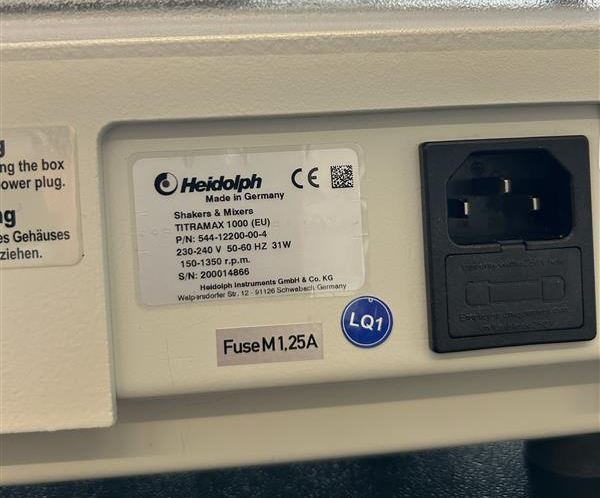 g
ing the box
ower plug.
ng
es Gehäuses
ziehen.
Heidolph CE
Made in Germany
Shakers & Mixers
TITRAMAX 1000 (EU)
P/N: 544-12200-00-4
230-240 V 50-60 HZ 31W
150-1350 r.p.m.
S/N: 200014866
Heidolph Instruments GmbH & Co. KG
Walpersdorfer Str. 12 - 91126 Schwabach Germany
LQ1
Fuse M 1,25A